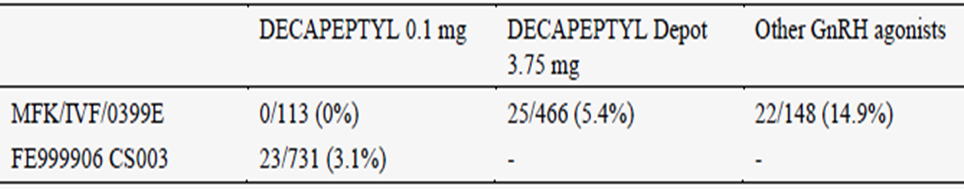 DECAPEPTYL 0.1 mg DECAPEPTYL Depot 3.75 mg Other GnRH agonists
MFK/IVF/0399E 0/113 (0%) 25/466 (5.4%) 22/148 (14.9%)
FE999906 CS003 23/731 (3.1%) - -